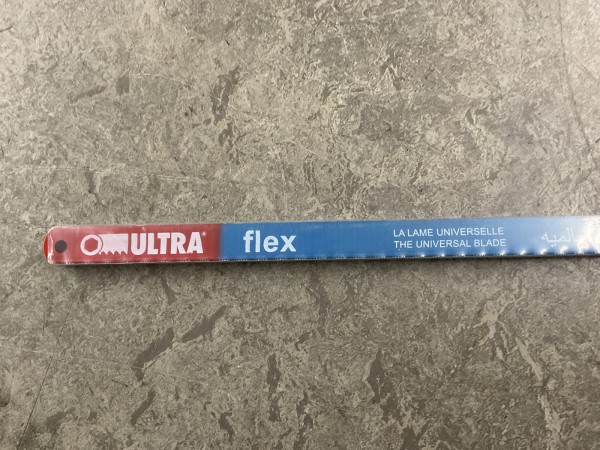 ULTRA®
flex
LA LAME UNIVERSELLE
THE UNIVERSAL BLADE